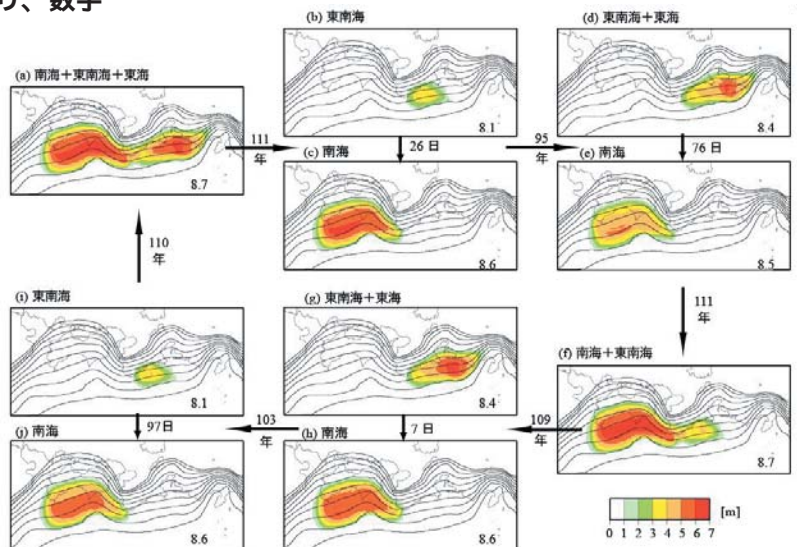 り、数字
(a) 南海＋東南海＋東海
8.7
111
年
(b) 東南海
8.1
26 日
(c) 南海
8.6
95
年
(d) 東南海＋東海
8.4
76 日
(e) 南海
8.5
111
年
(f) 南海＋東南海
8.7
109
年
(g) 東南海＋東海
8.4
7 日
(h) 南海
8.6
103
年
(i) 東南海
8.1
97日
(j) 南海
8.6
110
年
[m]
0 1 2 3 4 5 6 7